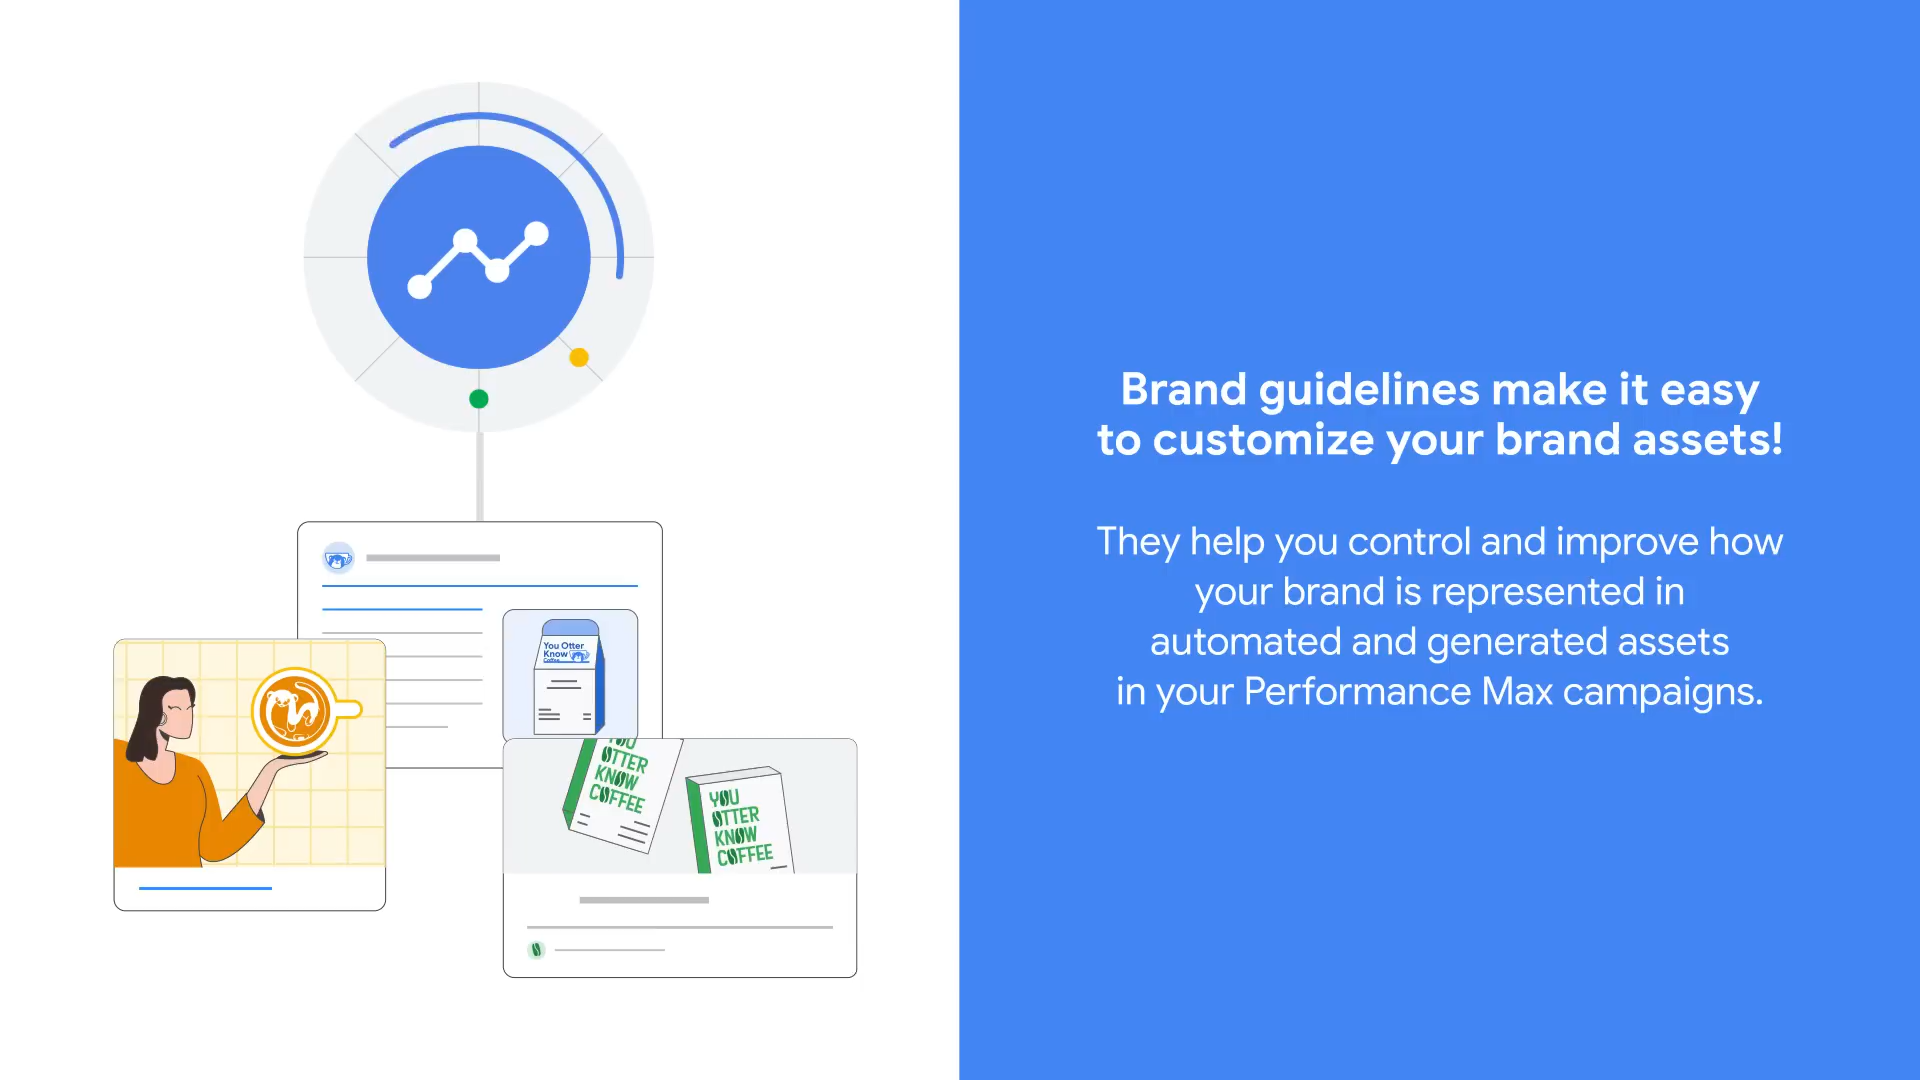 Brand guidelines make it easy
to customize your brand assets!
They help you control and improve how
your brand is represented in
automated and generated assets
in your Performance Max campaigns.
You Otter
Know
Coffee
YOU
OTTER
KNOW
COFFEE
YOU
OTTER
KNOW
COFFEE